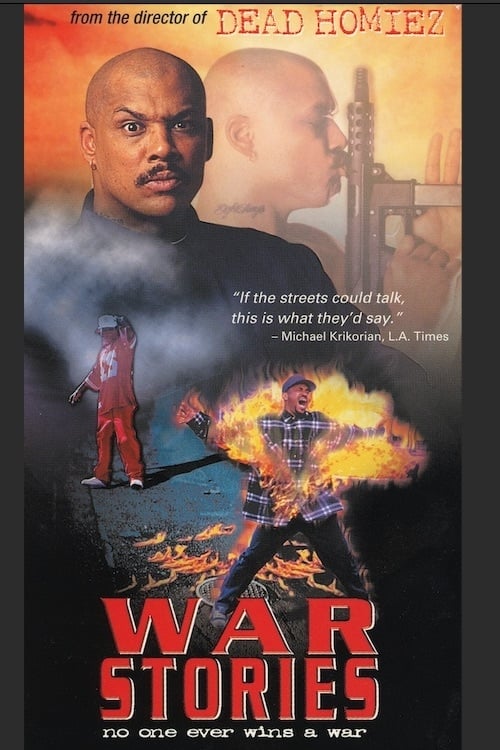 from the director of DEAD HOMIEZ
“If the streets could talk,
this is what they’d say.”
– Michael Krikorian, L.A. Times
WAR
STORIES
no one ever wins a war